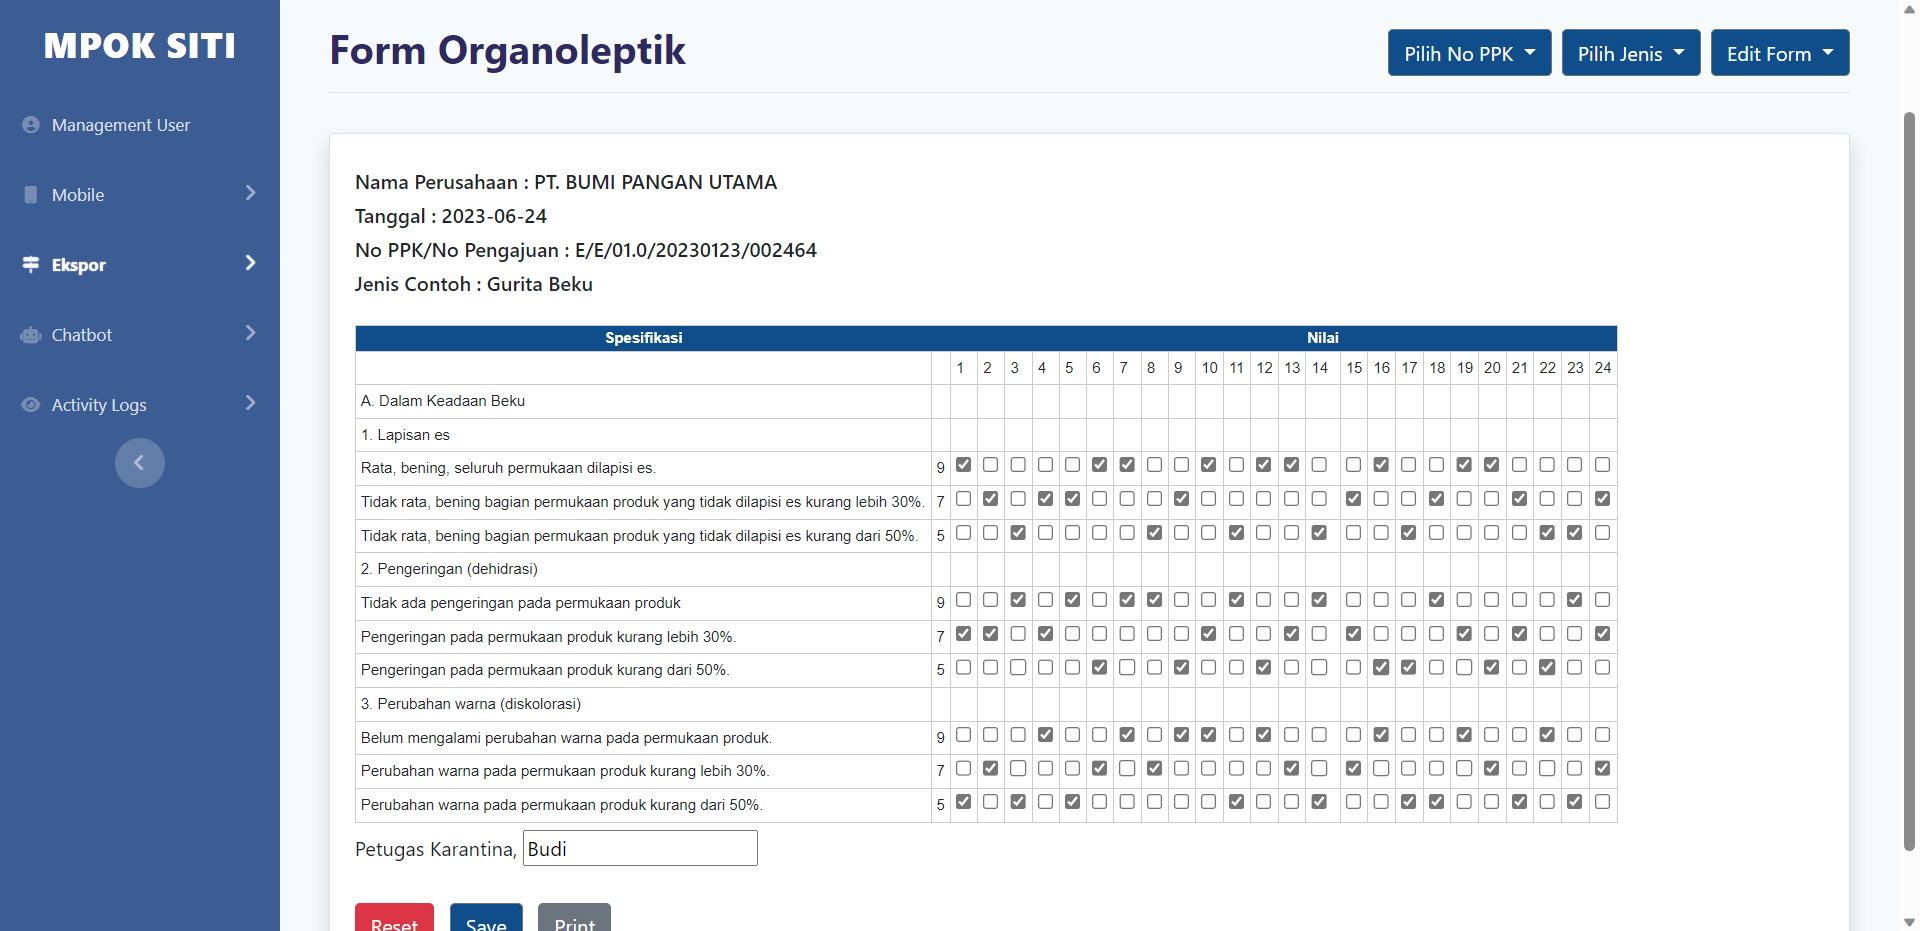 MPOK SITI
Management User
Mobile
Ekspor
Chatbot
Activity Logs
Form Organoleptik
Pilih No PPK
Pilih Jenis
Edit Form
Nama Perusahaan : PT. BUMI PANGAN UTAMA
Tanggal : 2023-06-24
No PPK/No Pengajuan : E/E/01.0/20230123/002464
Jenis Contoh : Gurita Beku
Spesifikasi Nilai
1 2 3 4 5 6 7 8 9 10 11 12 13 14 15 16 17 18 19 20 21 22 23 24
A. Dalam Keadaan Beku
1. Lapisan es
Rata, bening, seluruh permukaan dilapisi es. 9
Tidak rata, bening bagian permukaan produk yang tidak dilapisi es kurang lebih 30%. 7
Tidak rata, bening bagian permukaan produk yang tidak dilapisi es kurang dari 50%. 5
2. Pengeringan (dehidrasi)
Tidak ada pengeringan pada permukaan produk 9
Pengeringan pada permukaan produk kurang lebih 30%. 7
Pengeringan pada permukaan produk kurang dari 50%. 5
3. Perubahan warna (diskolorasi)
Belum mengalami perubahan warna pada permukaan produk. 9
Perubahan warna pada permukaan produk kurang lebih 30%. 7
Perubahan warna pada permukaan produk kurang dari 50%. 5
Petugas Karantina, Budi
Reset Save Print